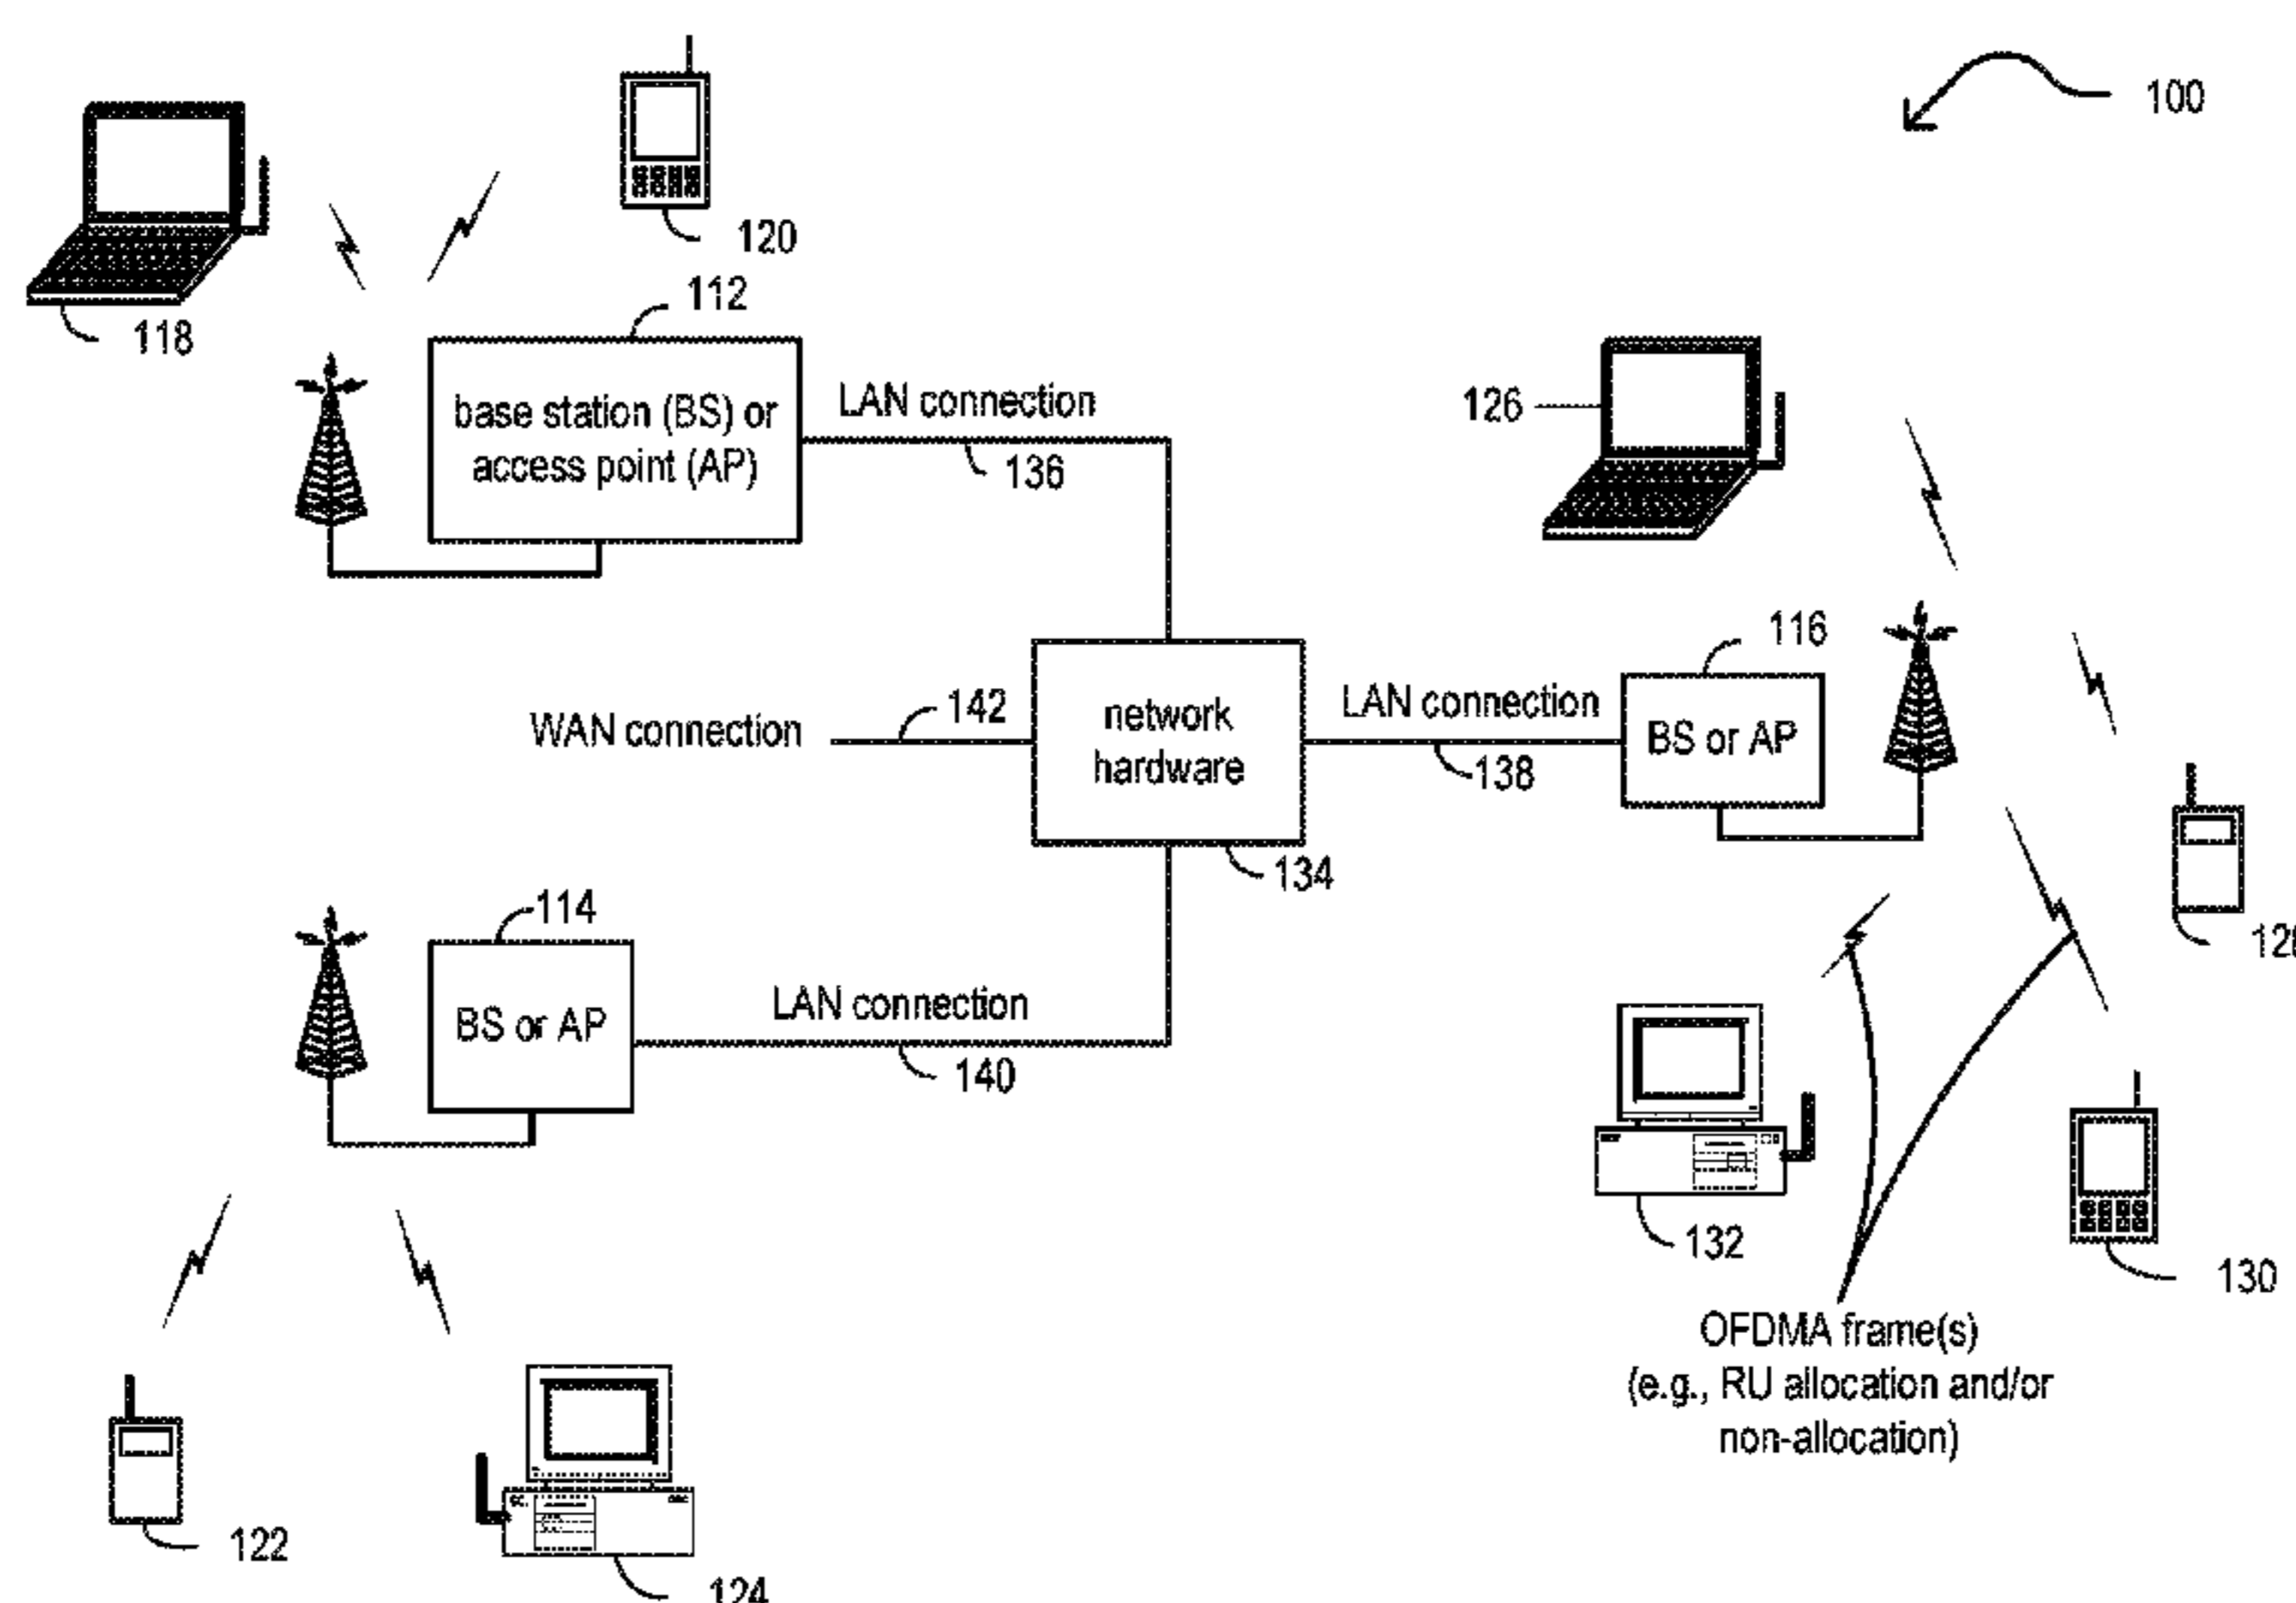 100
120
112
118
base station (BS) or
access point (AP)
LAN connection
136
126
116
142
WAN connection
network
hardware
LAN connection
138
BS or AP
134
114
BS or AP
LAN connection
140
132
130
OFDMA frame(s)
(e.g., RU allocation and/or
non-allocation)
122
124